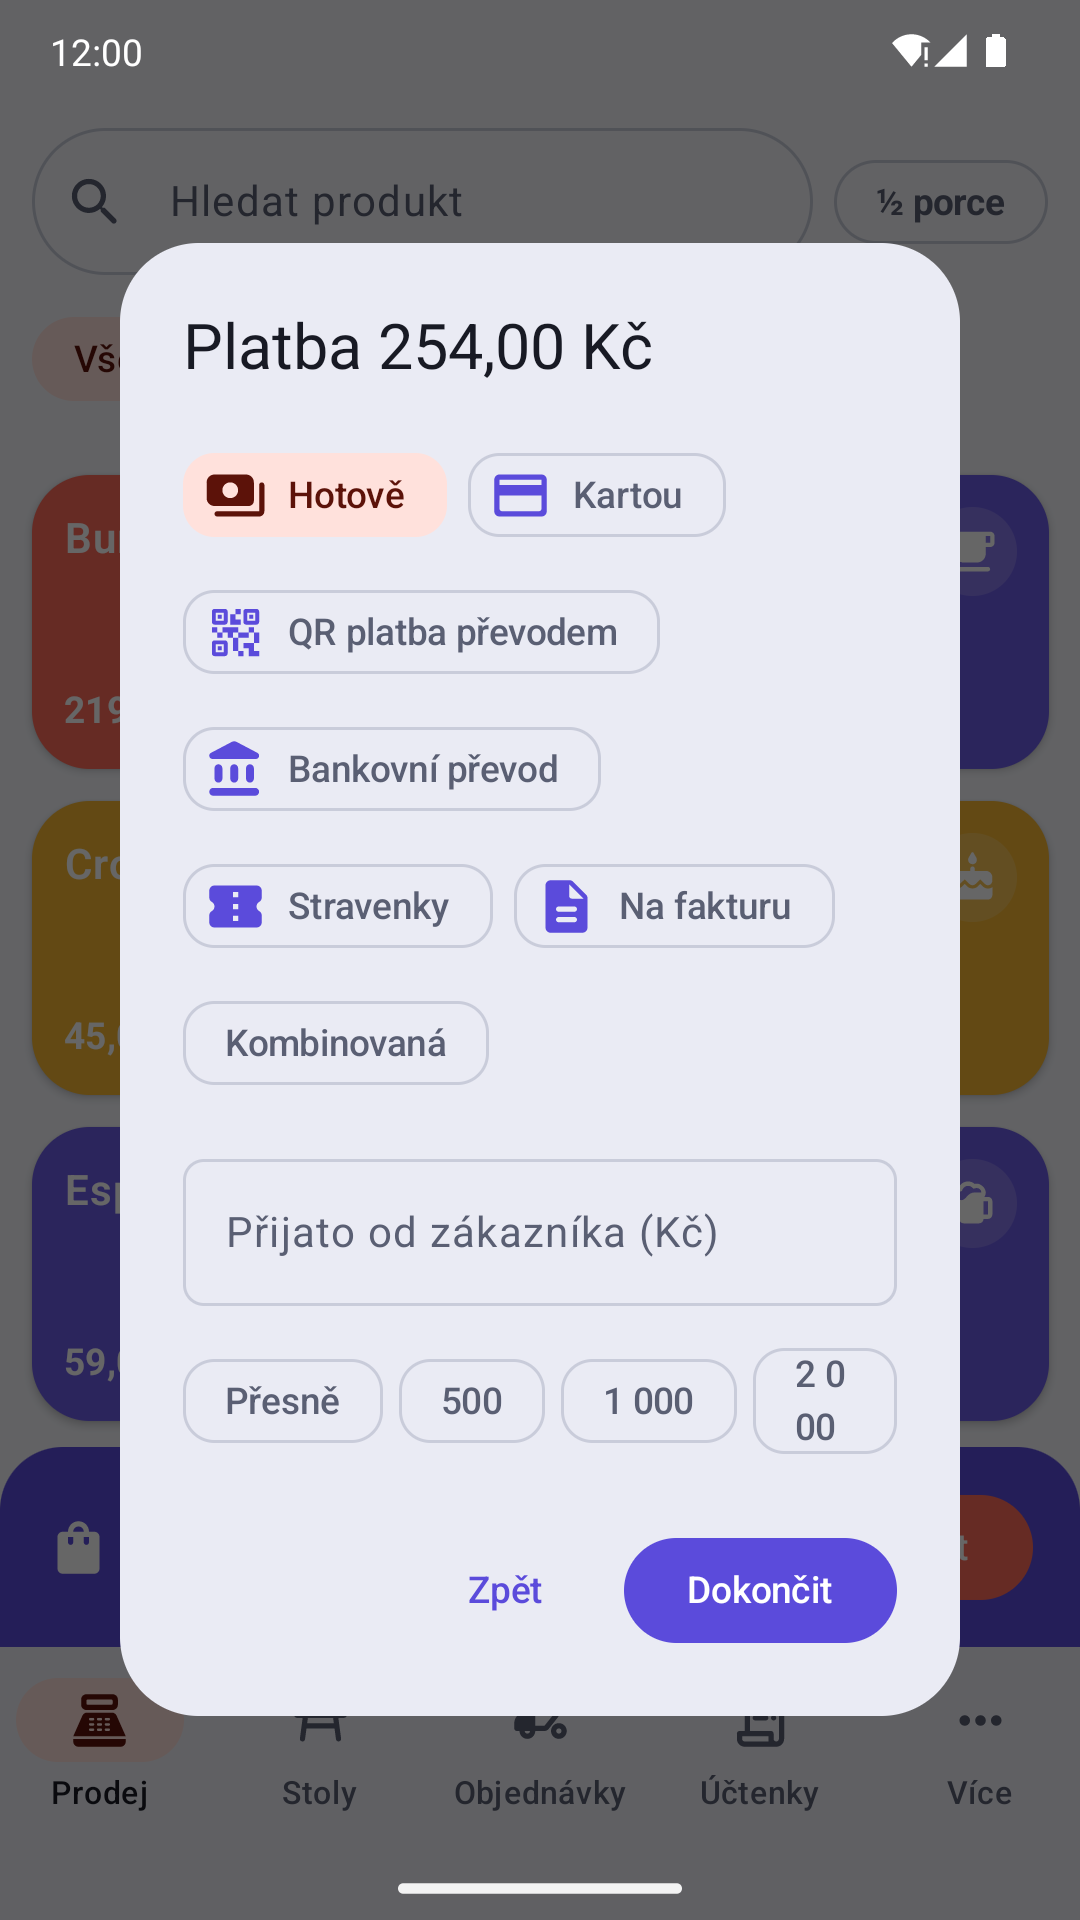 12:00
Hledat produkt
½ porce
Platba 254,00 Kč
Hotově
Kartou
QR platba převodem
Bankovní převod
Stravenky
Na fakturu
Kombinovaná
Přijato od zákazníka (Kč)
Přesně
500
1 000
2 0
00
Zpět
Dokončit
Prodej
Stoly
Objednávky
Účtenky
Více